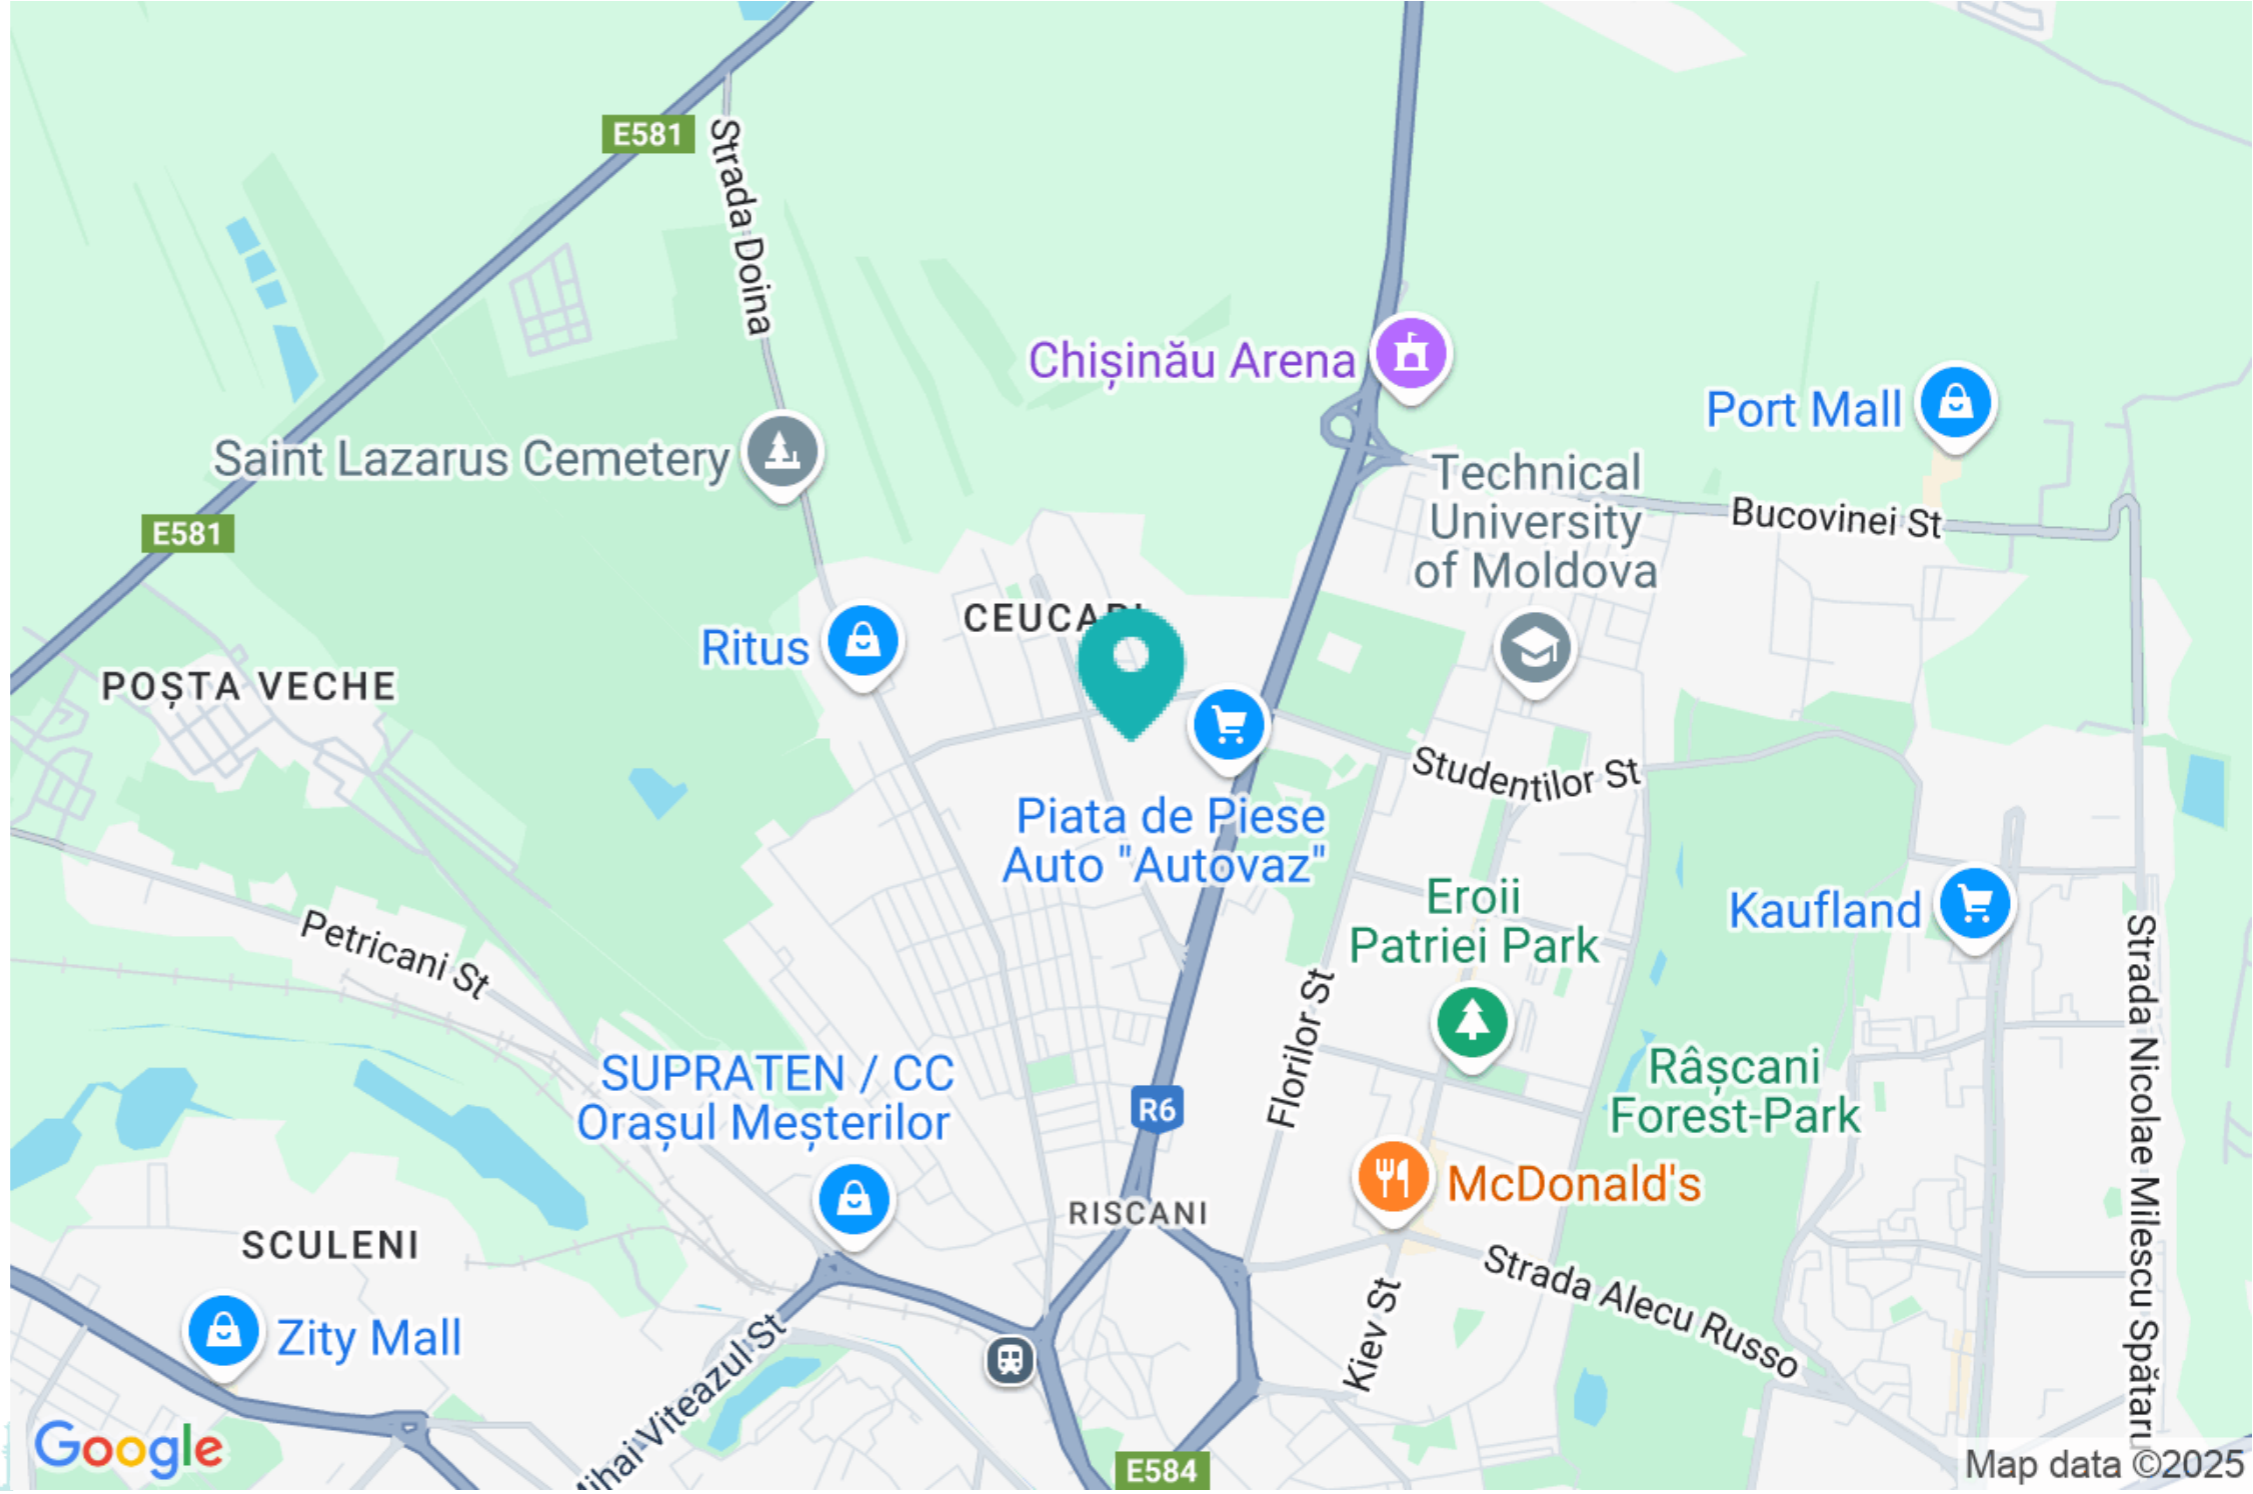 E581
Strada Doina
Chișinău Arena
Port Mall
Saint Lazarus Cemetery
Technical
University
of Moldova
Bucovinei St
E581
Ritus
POȘTA VECHE
Studentilor St
Piata de Piese
Auto "Autovaz"
Eroii
Patriei Park
Kaufland
Petricani St
Florilor St
Strada Nicolae Milescu Spătaru
SUPRATEN / CC
Orașul Meșterilor
R6
Râșcani
Forest-Park
McDonald's
RISCANI
SCULENI
Strada Alecu Russo
Kiev St
Zity Mall
Mihai Viteazul St
Google
E584
Map data ©2025